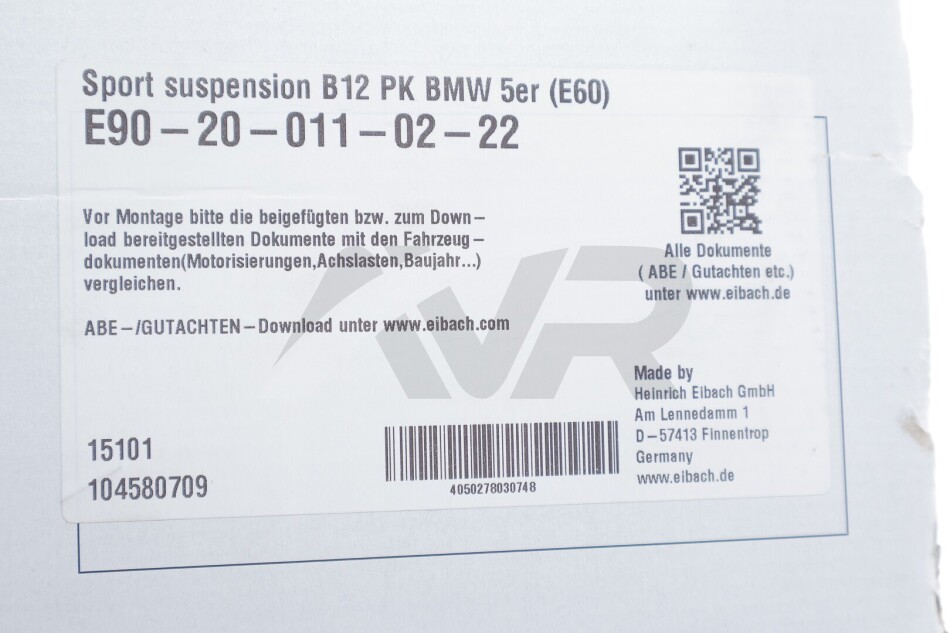 Sport suspension B12 PK BMW 5er (E60)
E90-20-011-02-22
Vor Montage bitte die beigefügten bzw. zum Down-
load bereitgestellten Dokumente mit den Fahrzeug-
dokumenten(Motorisierungen,Achslasten,Baujahr...)
vergleichen.
ABE-/GUTACHTEN-Download unter www.eibach.com
Alle Dokumente
( ABE / Gutachten etc.)
unter www.eibach.de
Made by
Heinrich Eibach GmbH
Am Lennedamm 1
D-57413 Finnentrop
Germany
www.eibach.de
15101
104580709
4050278030748
TVR